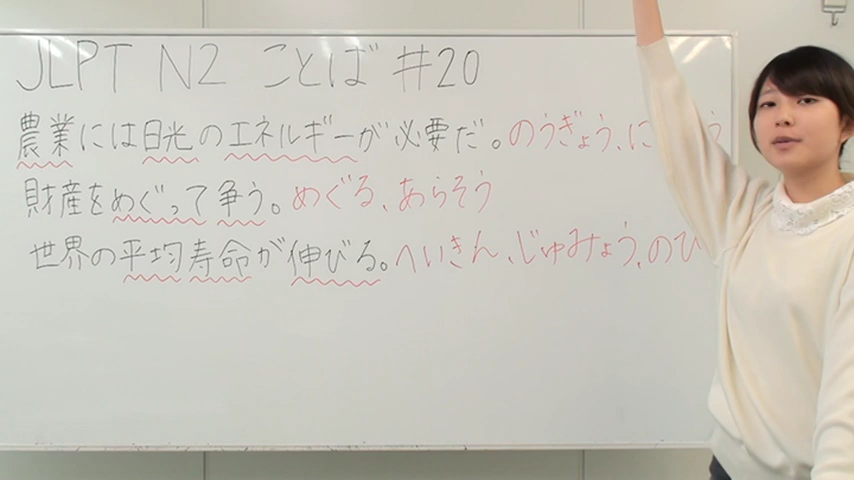 JLPT N2 ことば #20
農業には日光のエネルギーが必要だ。のうぎょう、に う
財産をめぐって争う。めぐる、あらそう
世界の平均寿命が伸びる。へいきん、じゅみょう、のび